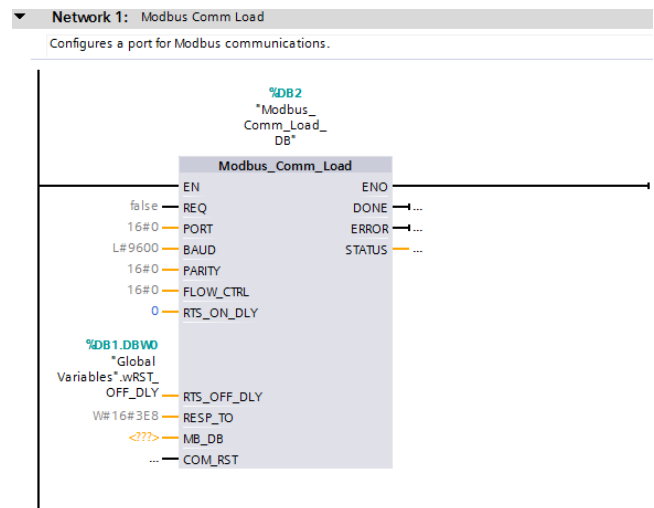 Network 1: Modbus Comm Load
Configures a port for Modbus communications.
%DB2
"Modbus_
Comm_Load_
DB"
Modbus_Comm_Load
EN ENO
false REQ DONE ...
16#0 PORT ERROR ...
L#9600 BAUD STATUS ...
16#0 PARITY
16#0 FLOW_CTRL
0 RTS_ON_DLY
%DB1.DBW0
"Global
Variables".wRST_
OFF_DLY RTS_OFF_DLY
W#16#3E8 RESP_TO
<???> MB_DB
... COM_RST